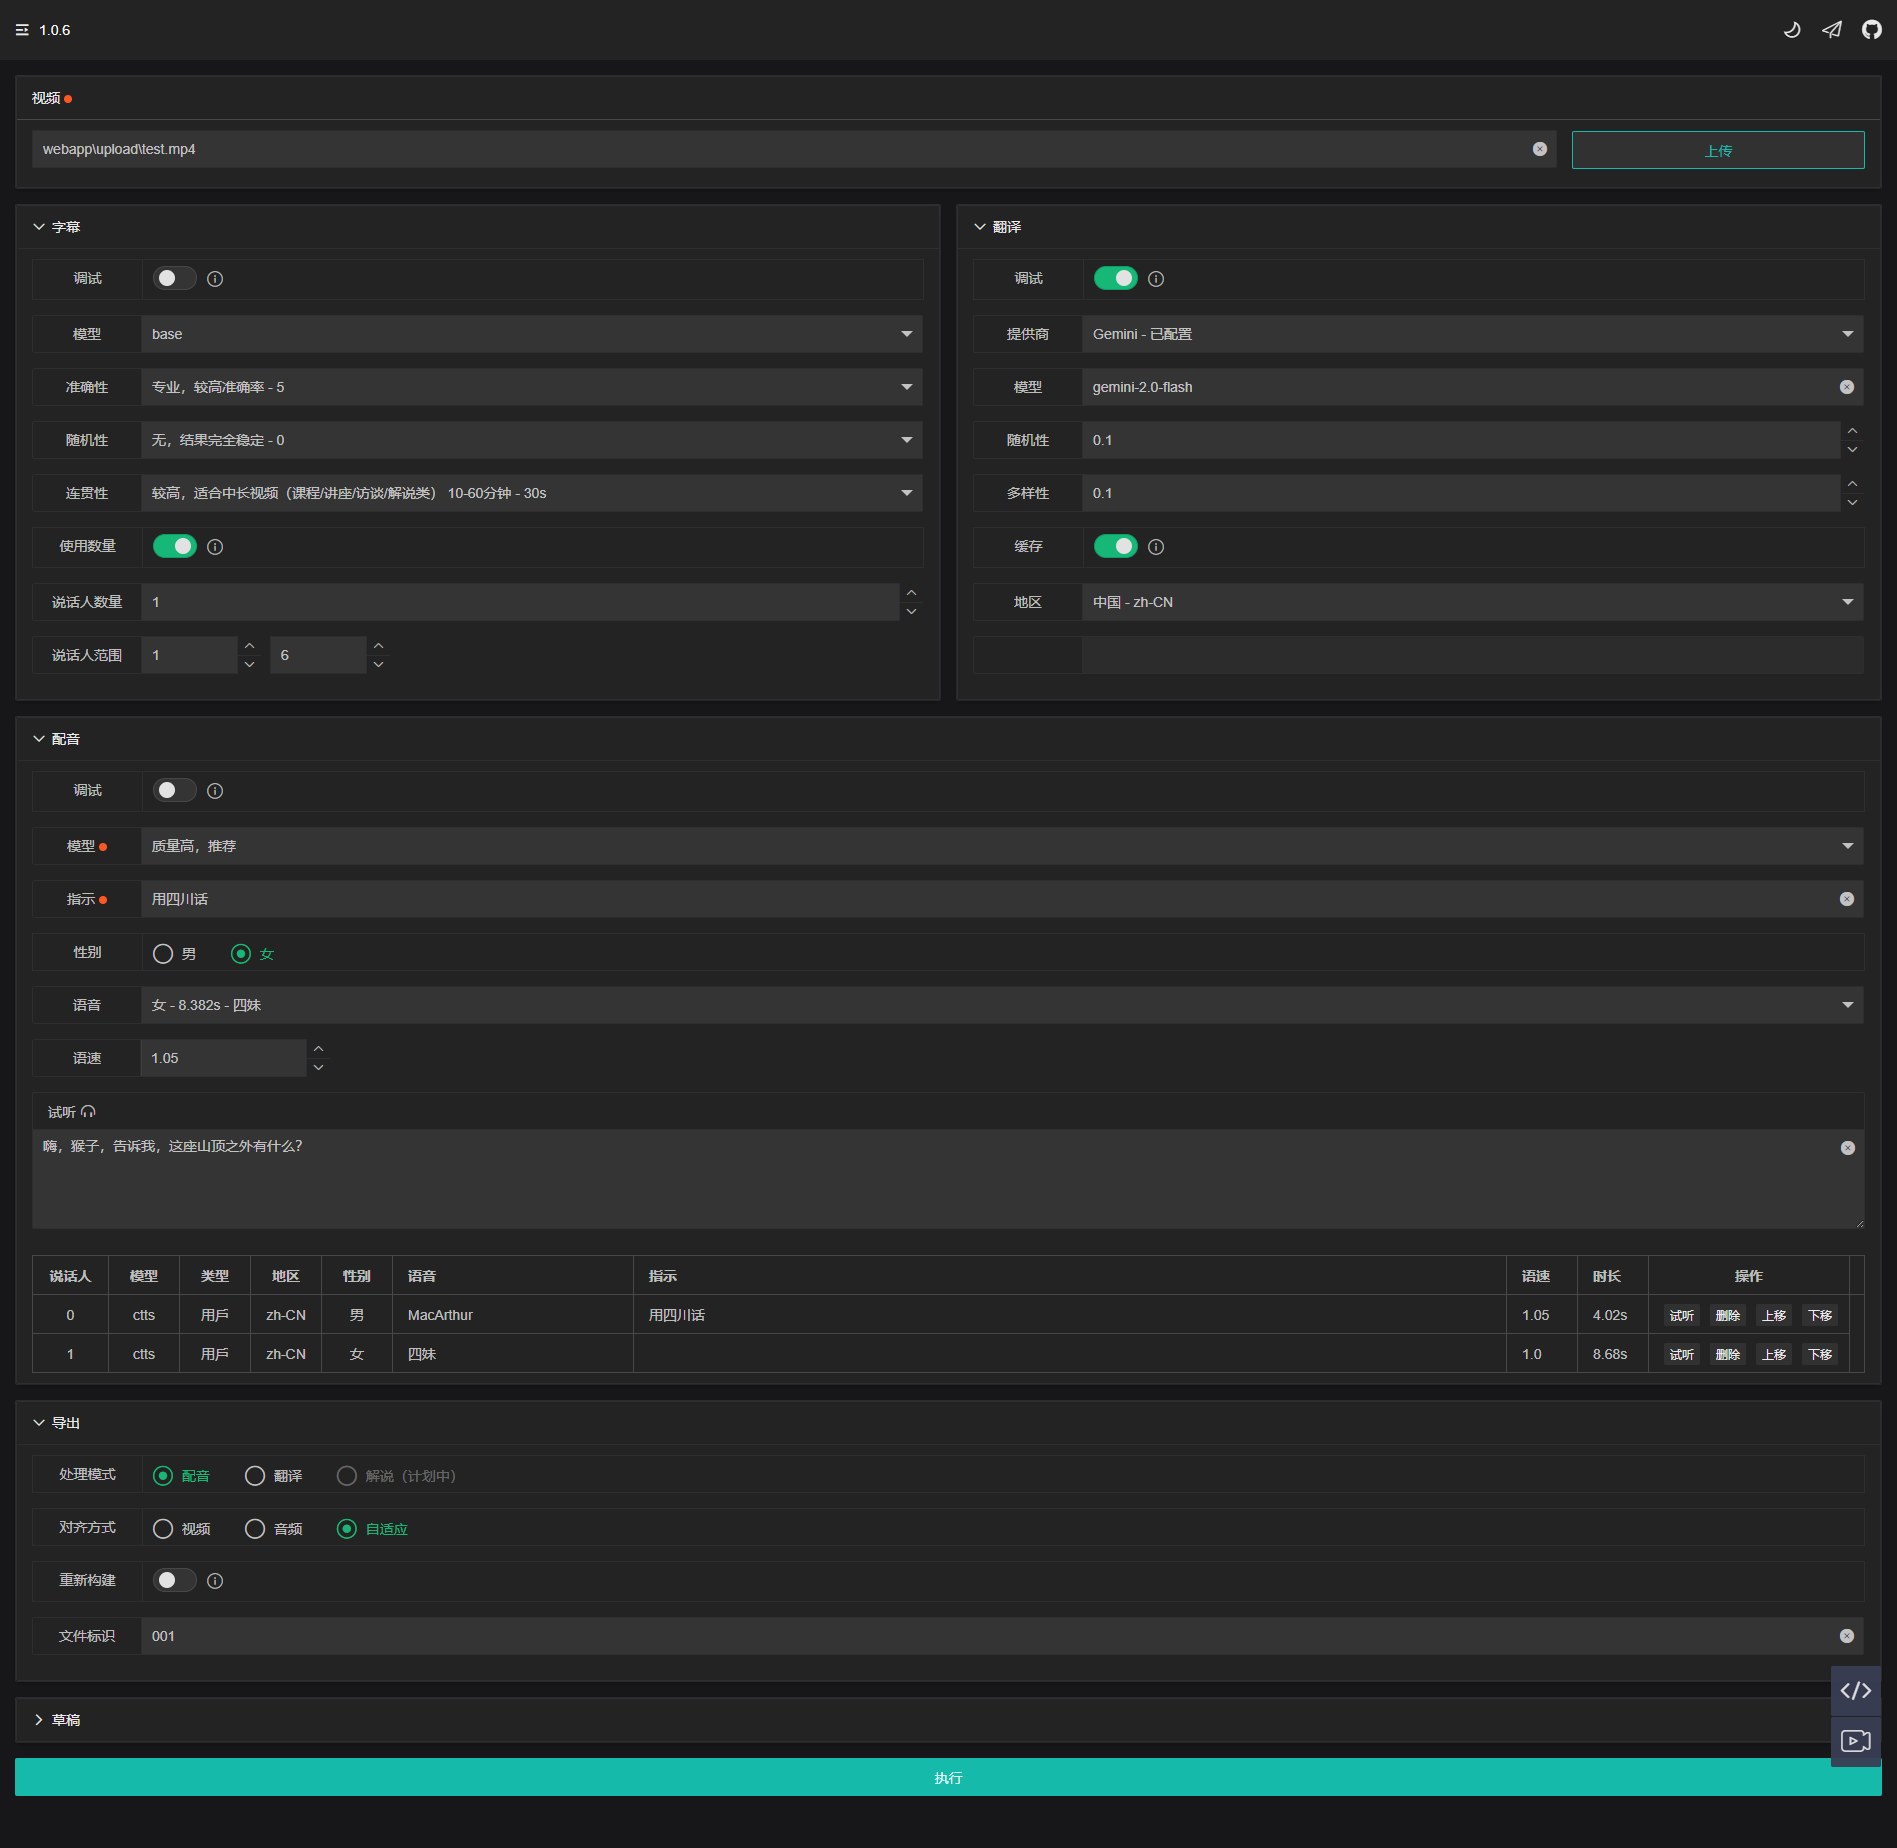 1.0.6
视频
webapp\upload\test.mp4
上传
字幕
调试
模型 base
准确性 专业，较高准确率 - 5
随机性 无，结果完全稳定 - 0
连贯性 较高，适合中长视频（课程/讲座/访谈/解说类） 10-60分钟 - 30s
使用数量
说话人数量 1
说话人范围 1 6
翻译
调试
提供商 Gemini - 已配置
模型 gemini-2.0-flash
随机性 0.1
多样性 0.1
缓存
地区 中国 - zh-CN
配音
调试
模型 质量高，推荐
指示 用四川话
性别 男 女
语音 女 - 8.382s - 四妹
语速 1.05
试听
嗨，猴子，告诉我，这座山顶之外有什么？
说话人 模型 类型 地区 性别 语音 指示 语速 时长 操作
0 ctts 用戶 zh-CN 男 MacArthur 用四川话 1.05 4.02s 试听 删除 上移 下移
1 ctts 用戶 zh-CN 女 四妹 1.0 8.68s 试听 删除 上移 下移
导出
处理模式 配音 翻译 解说（计划中）
对齐方式 视频 音频 自适应
重新构建
文件标识 001
草稿
执行